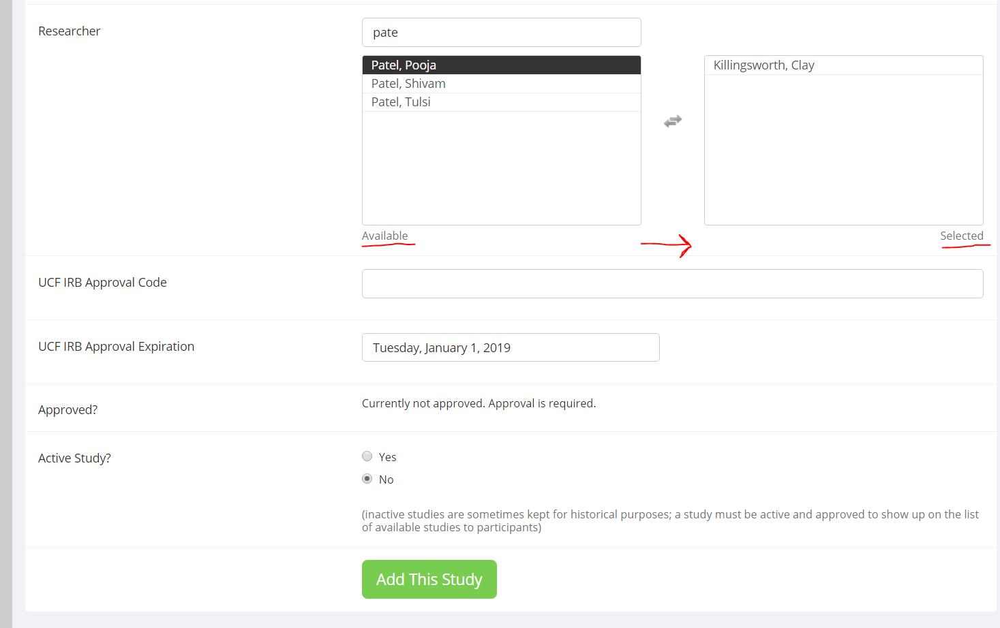 Researcher
pate
Patel, Pooja
Patel, Shivam
Patel, Tulsi
Killingsworth, Clay
Available
Selected
UCF IRB Approval Code
UCF IRB Approval Expiration
Tuesday, January 1, 2019
Approved?
Currently not approved. Approval is required.
Active Study?
Yes
No
(inactive studies are sometimes kept for historical purposes; a study must be active and approved to show up on the list
of available studies to participants)
Add This Study